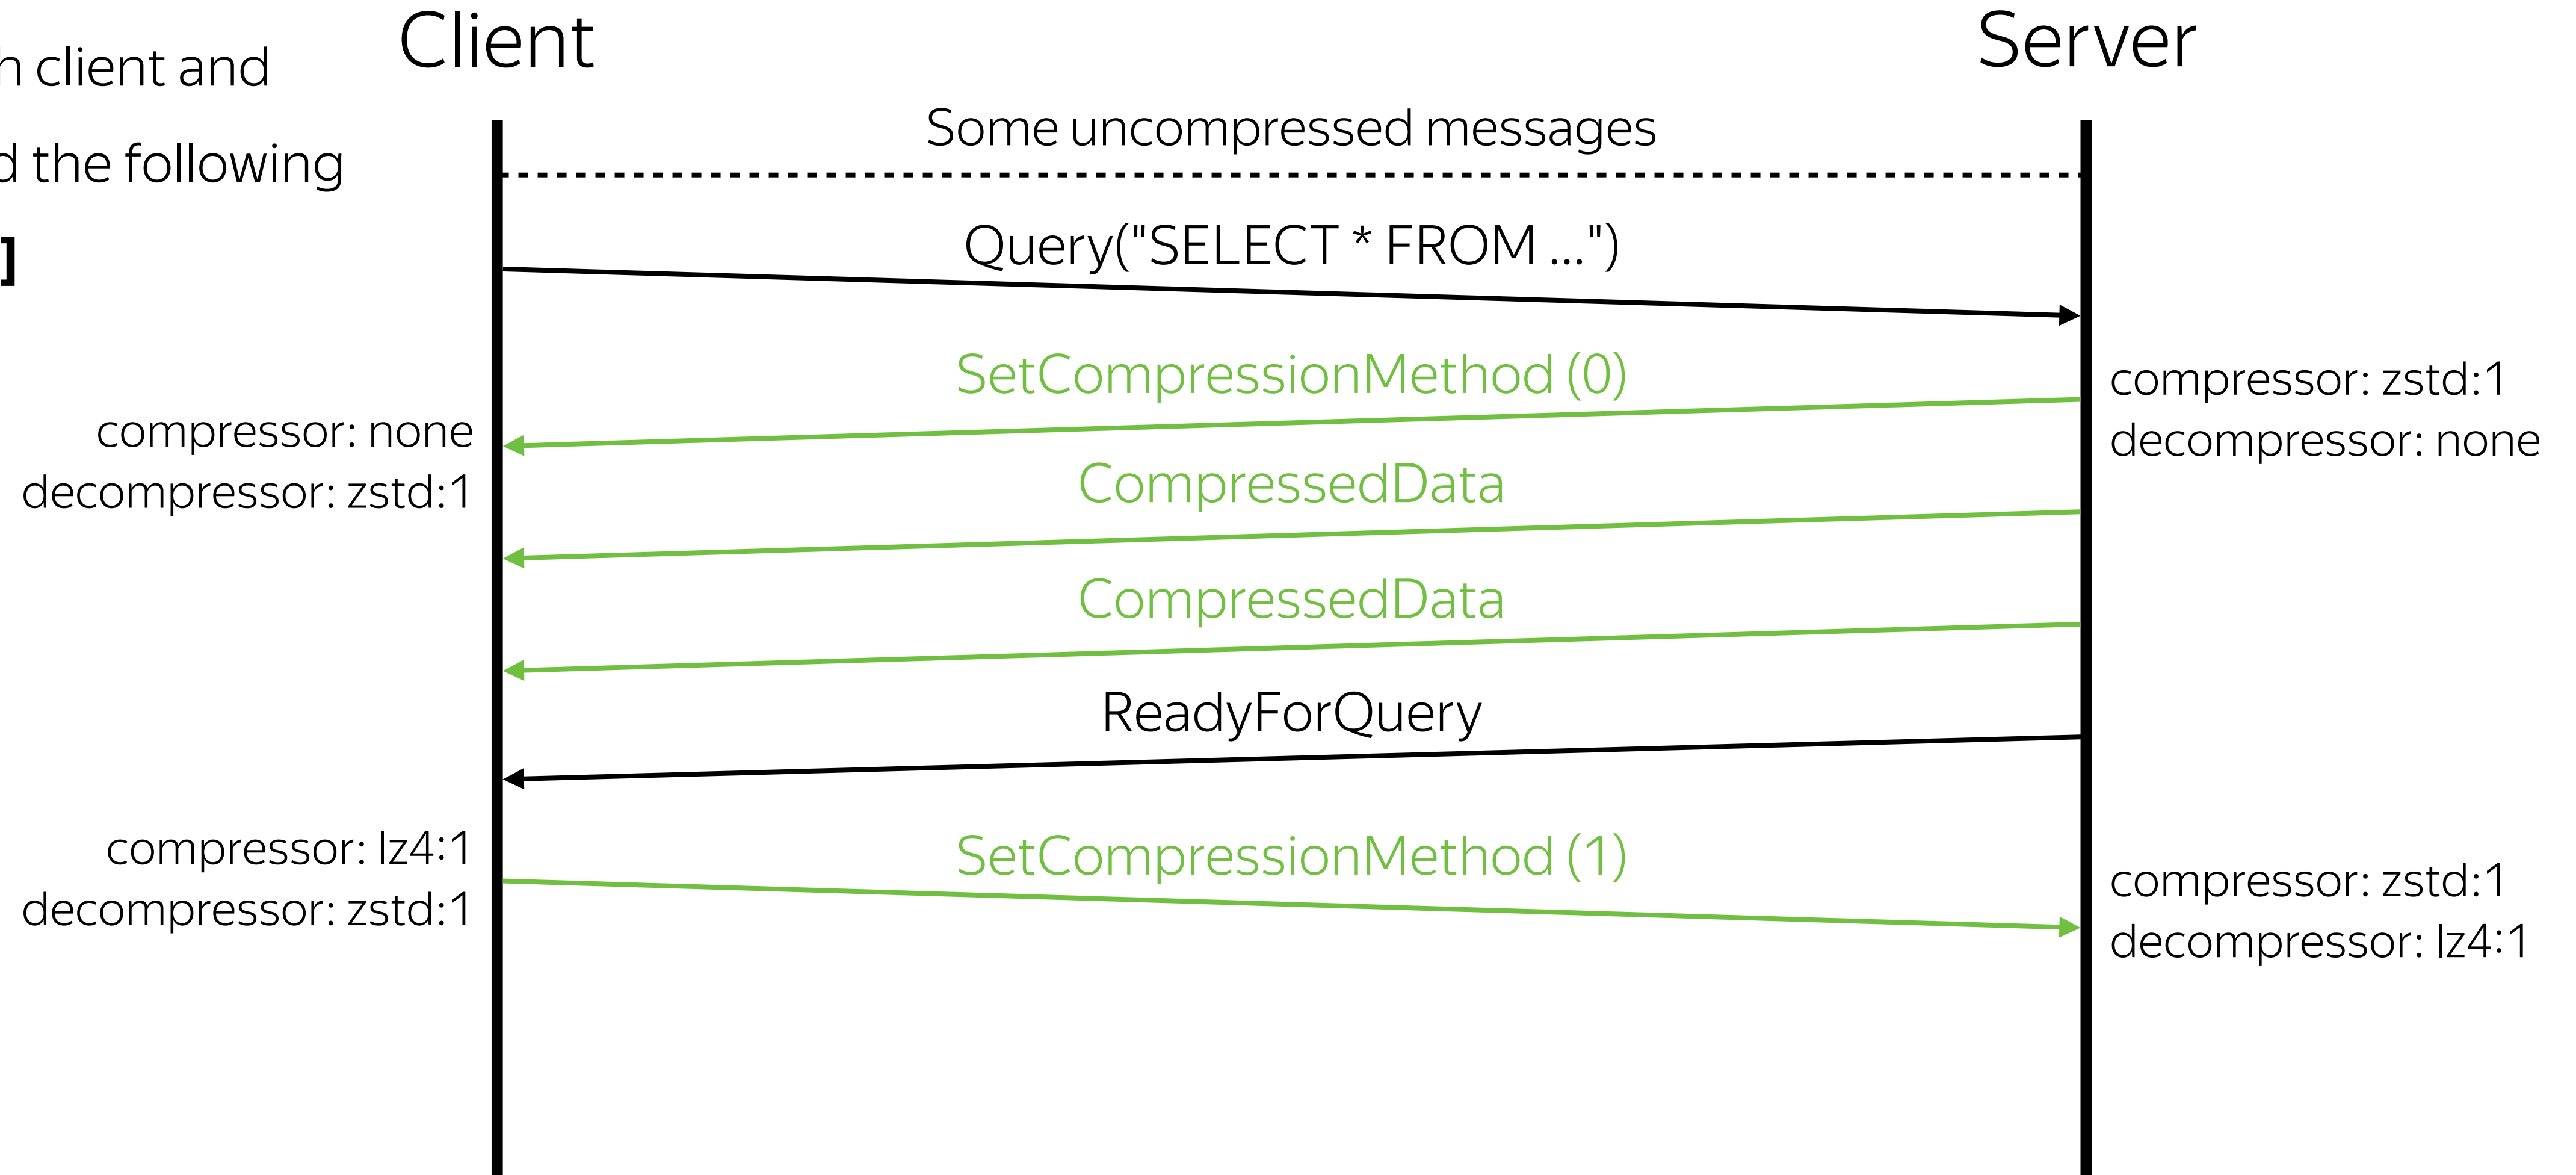 Client
Server
client and
the following
]
Some uncompressed messages
Query("SELECT * FROM ...")
SetCompressionMethod (0)
compressor: zstd:1
decompressor: none
compressor: none
decompressor: zstd:1
CompressedData
CompressedData
ReadyForQuery
compressor: lz4:1
decompressor: zstd:1
SetCompressionMethod (1)
compressor: zstd:1
decompressor: lz4:1